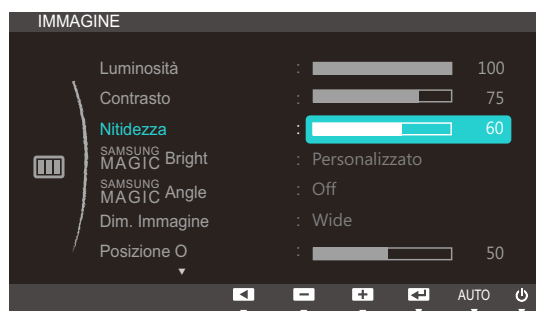 IMMAGINE
Luminosità : 100
Contrasto : 75
Nitidezza : 60
SAMSUNG MAGIC Bright : Personalizzato
SAMSUNG MAGIC Angle : Off
Dim. Immagine : Wide
Posizione O : 50
AUTO